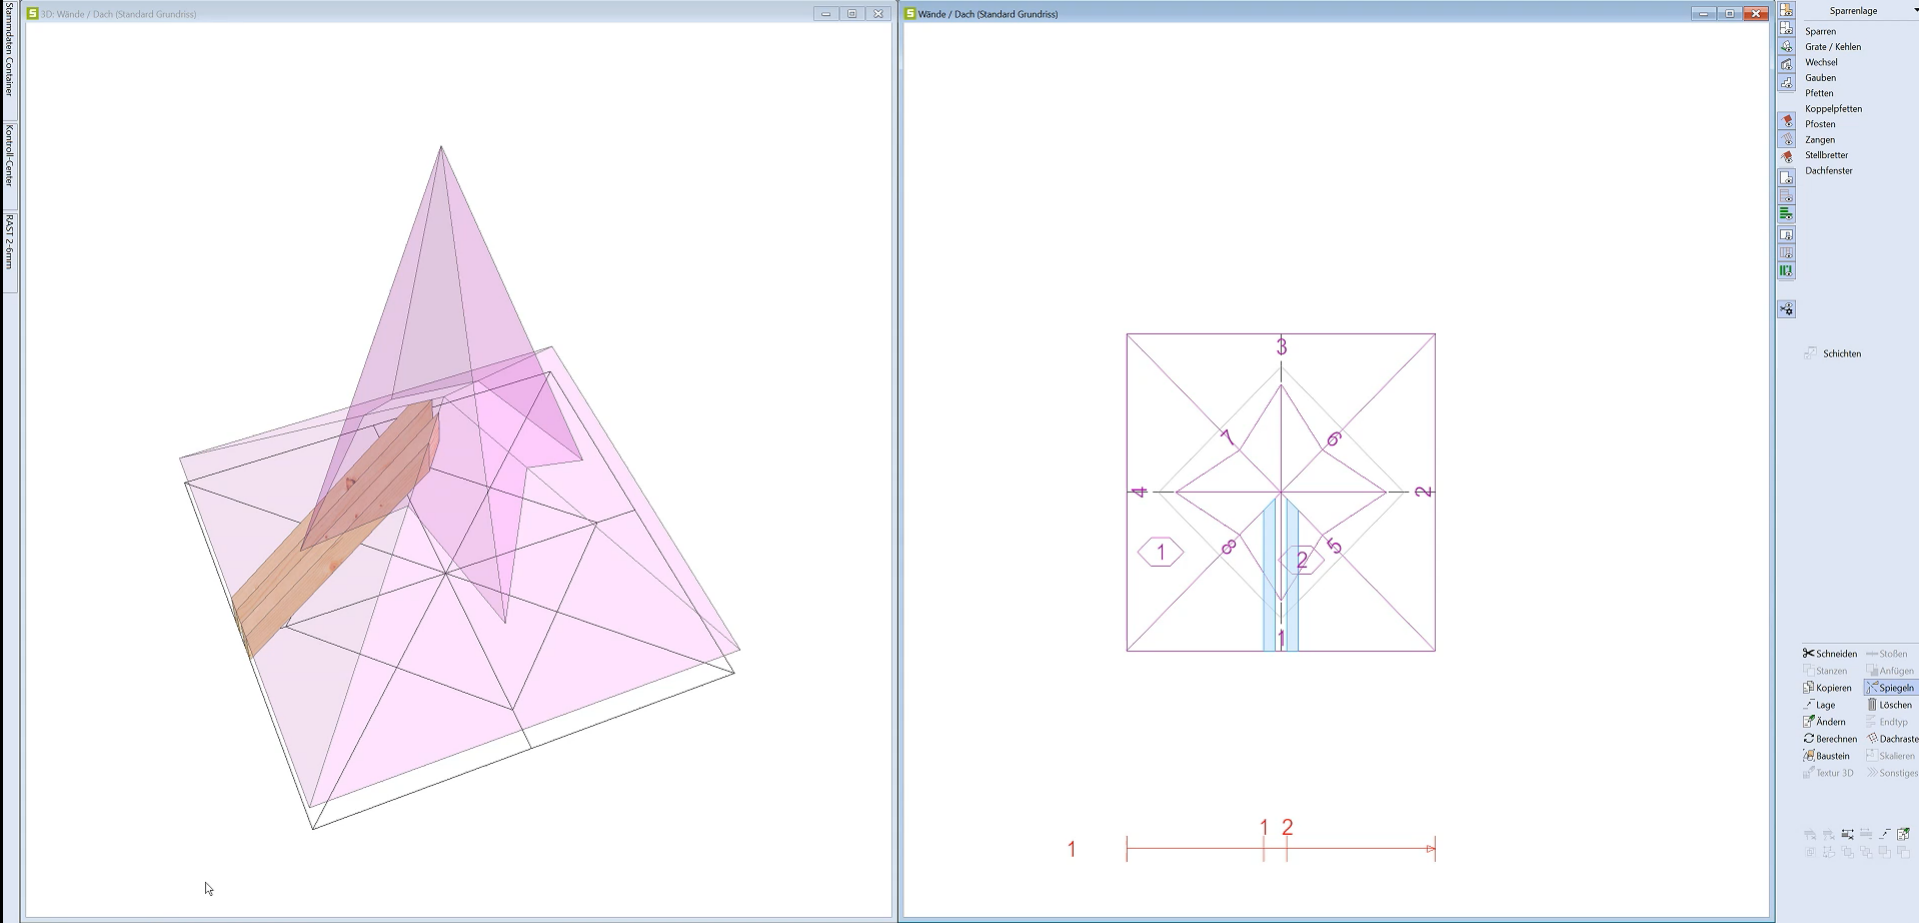 S 3D: Wände / Dach (Standard Grundriss)
S Wände / Dach (Standard Grundriss)
Stammdaten Container
Kontroll-Center
RAST 2-6mm
3
7
6
4
2
1
8
2
5
1
1 2
1
Sparrenlage
Sparren
Grate / Kehlen
Wechsel
Gauben
Pfetten
Koppelpfetten
Pfosten
Zangen
Stellbretter
Dachfenster
Schichten
Schneiden Stoßen
Stanzen Anfügen
Kopieren Spiegeln
Lage Löschen
Ändern Endtyp
Berechnen Dachraste
Baustein Skalieren
Textur 3D Sonstiges